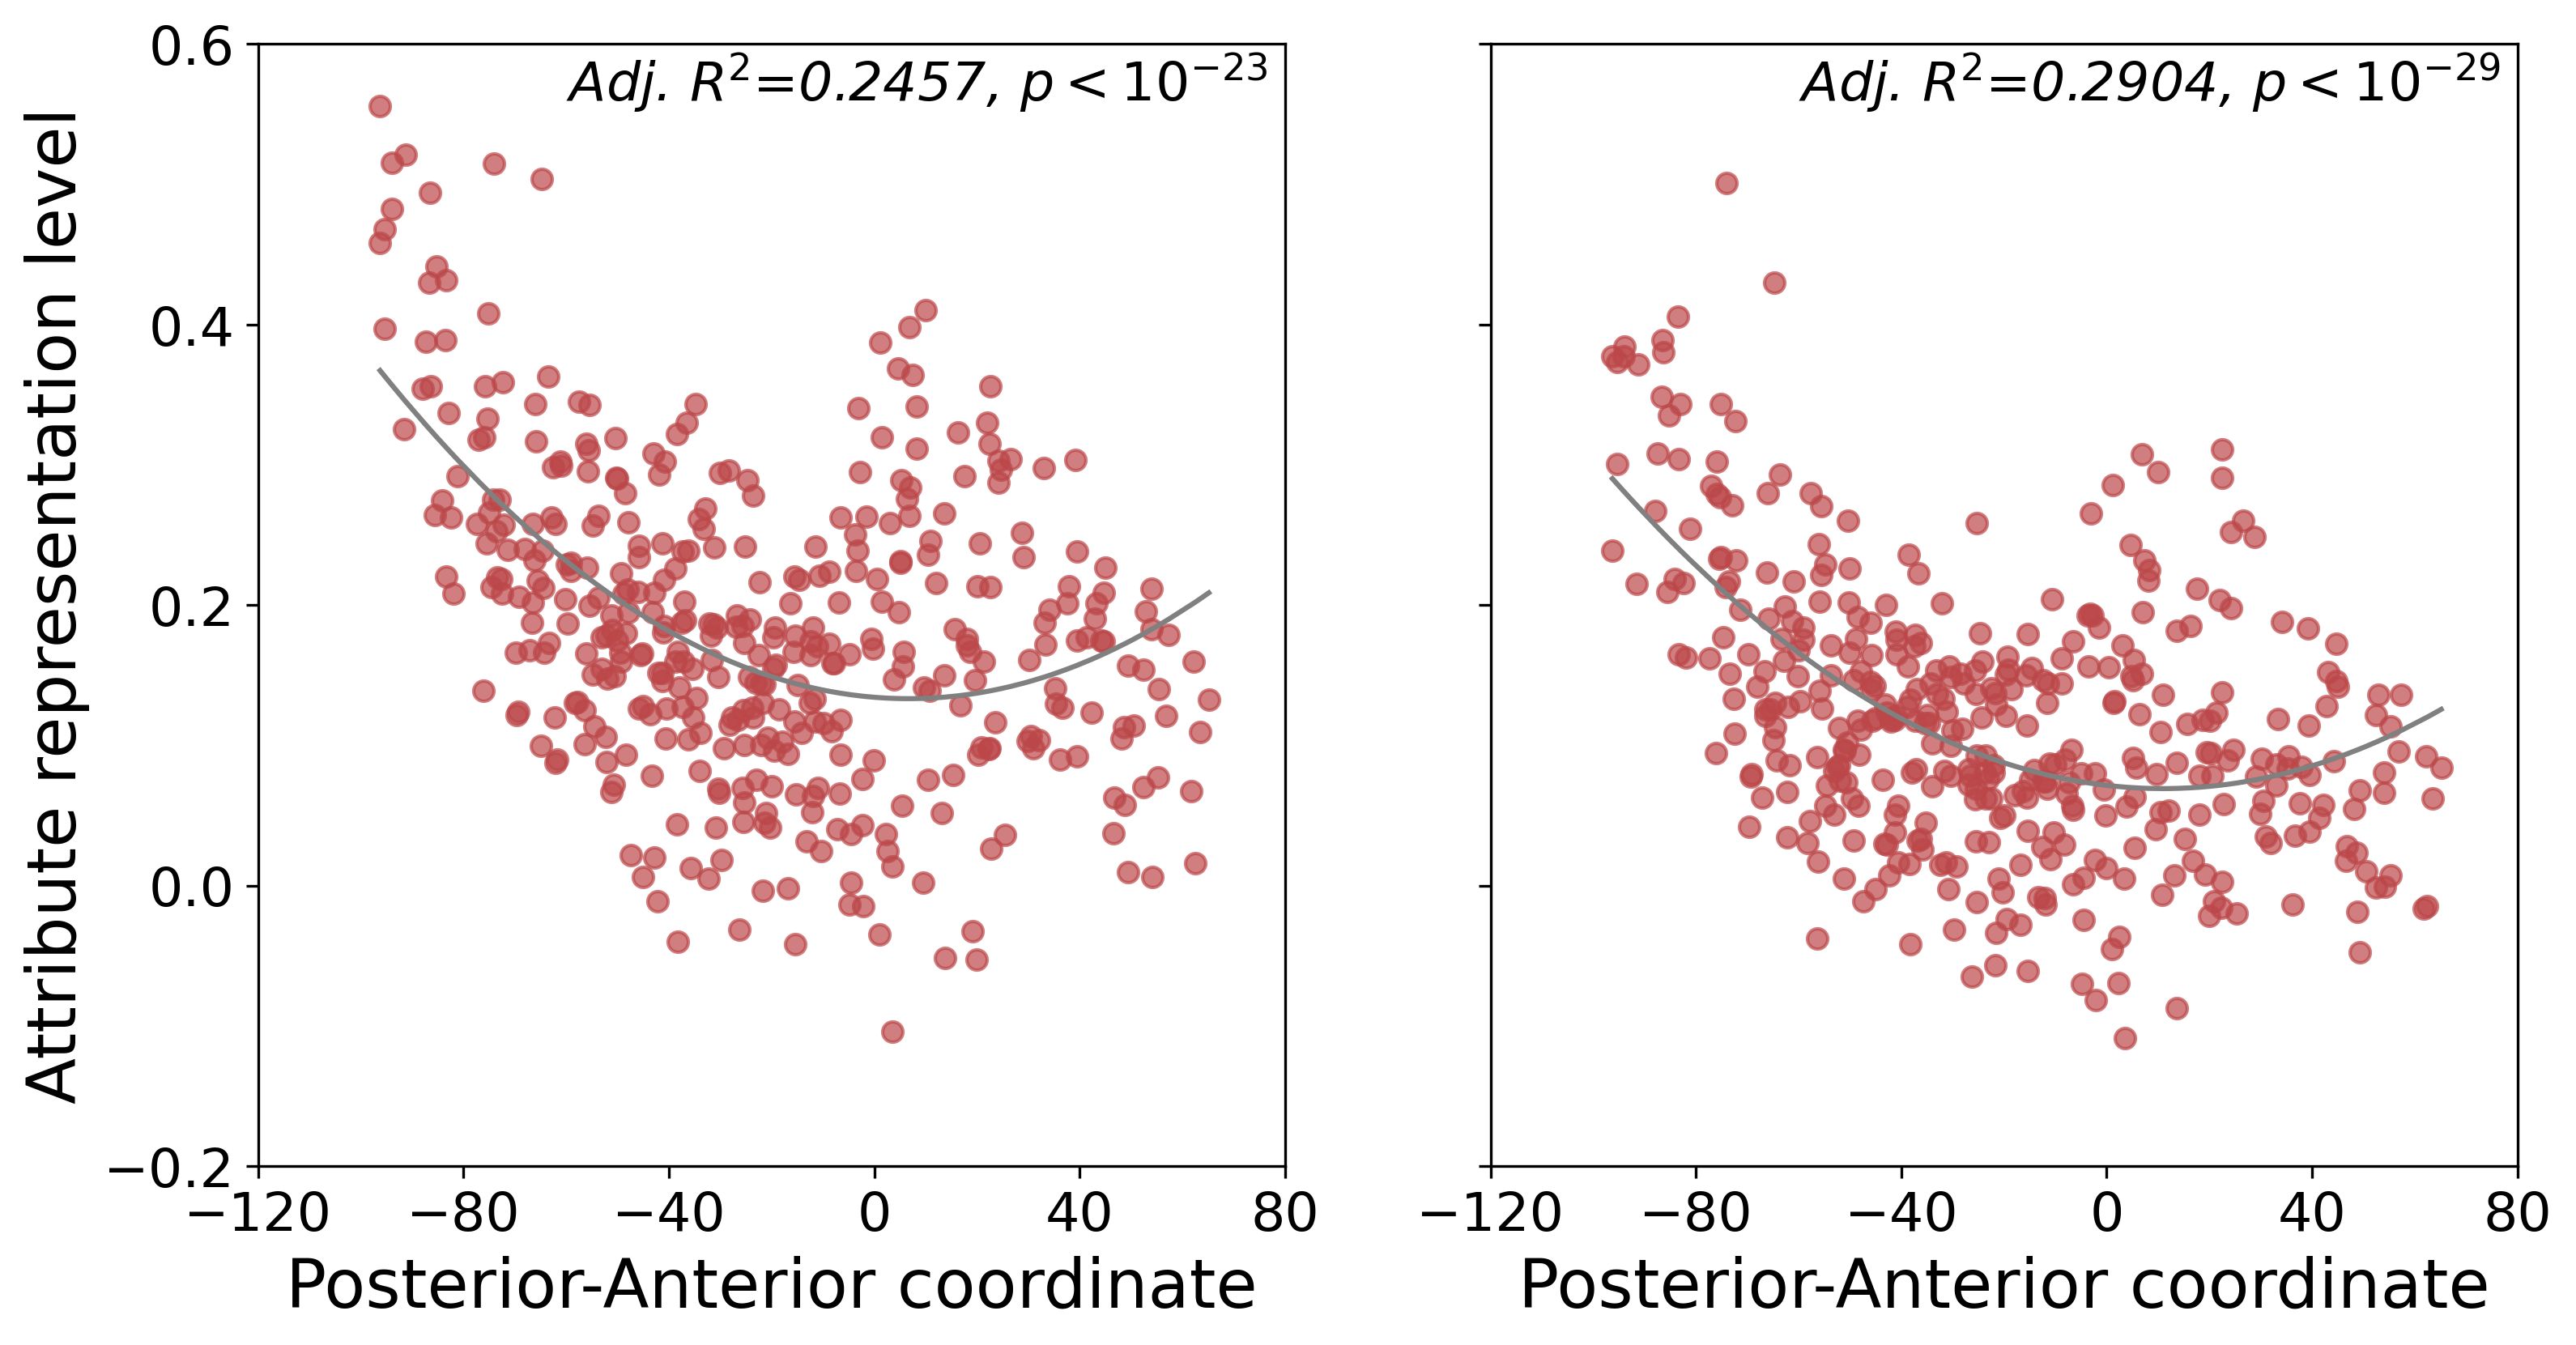 Attribute representation level
0.6
0.4
0.2
0.0
−0.2
Adj. R²=0.2457, p < 10⁻²³
−120 −80 −40 0 40 80
Posterior-Anterior coordinate
Adj. R²=0.2904, p < 10⁻²⁹
−120 −80 −40 0 40 80
Posterior-Anterior coordinate